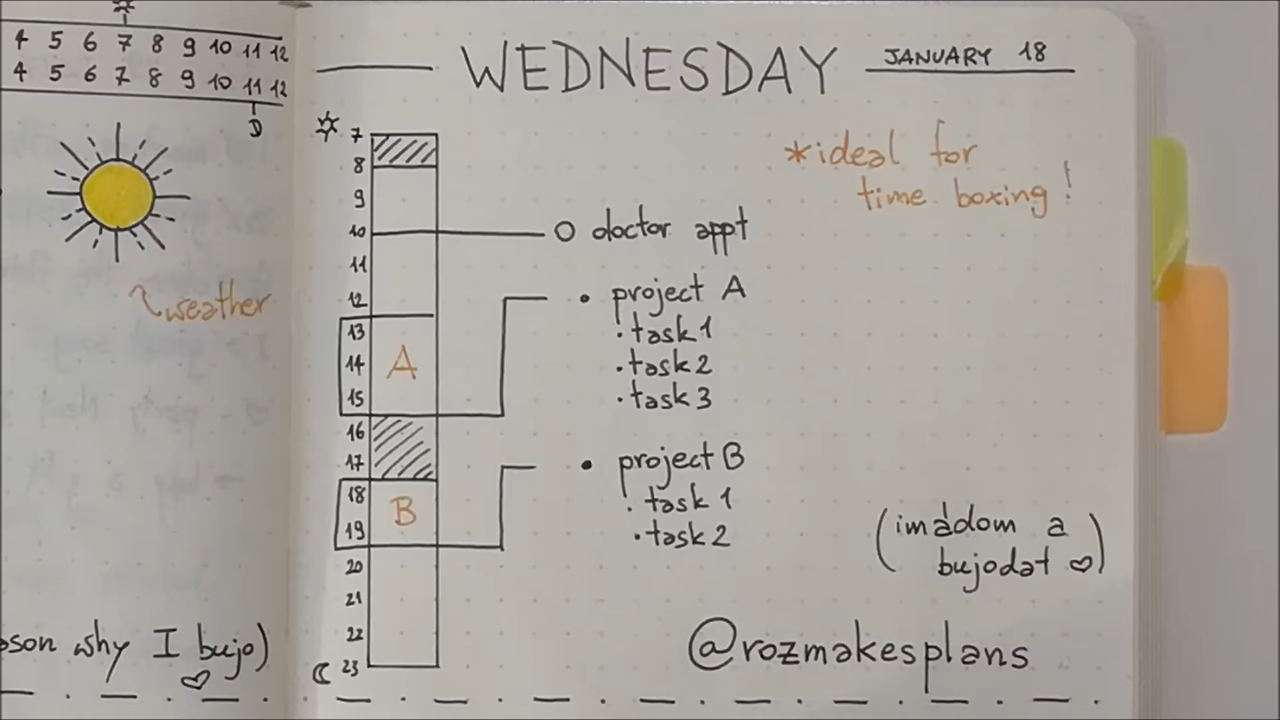 4 5 6 7 8 9 10 11 12
4 5 6 7 8 9 10 11 12
D
weather
why I bujo)
WEDNESDAY
JANUARY 18
*ideal for
time boxing!
7
8
9
10
doctor appt
11
12
project A
13
• task 1
14
A
• task 2
15
• task 3
16
17
project B
18
B
• task 1
19
• task 2
20
21
22
23
(imádom a
bujodat ♡)
@rozmakesplans